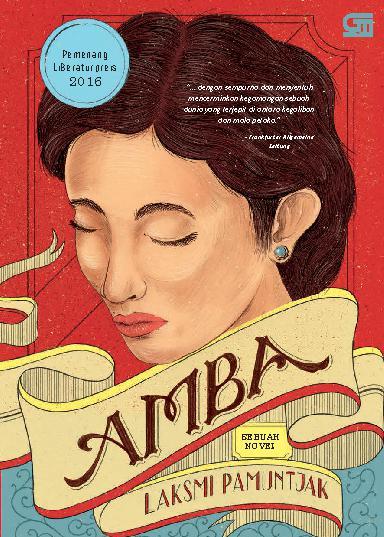 Pemenang
LiBeraturpreis
2016
"... dengan sempurna dan menyentuh
mencerminkan kegamangan sebuah
dunia yang terjepit di antara kegaiban
dan mala petaka."
- Frankfurter Allgemeine
Zeitung
AMBA
SEBUAH
NOVEL
LAKSMI PAMUNTJAK